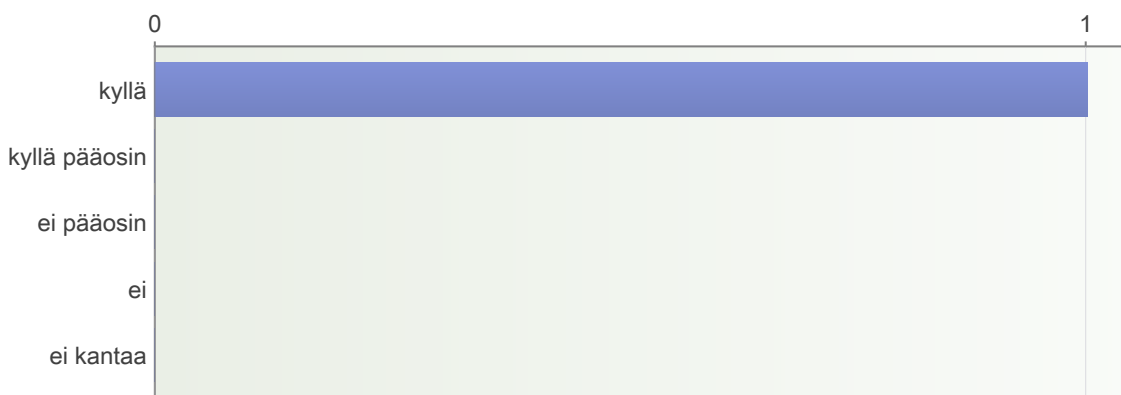 0 1
kyllä
kyllä pääosin
ei pääosin
ei
ei kantaa